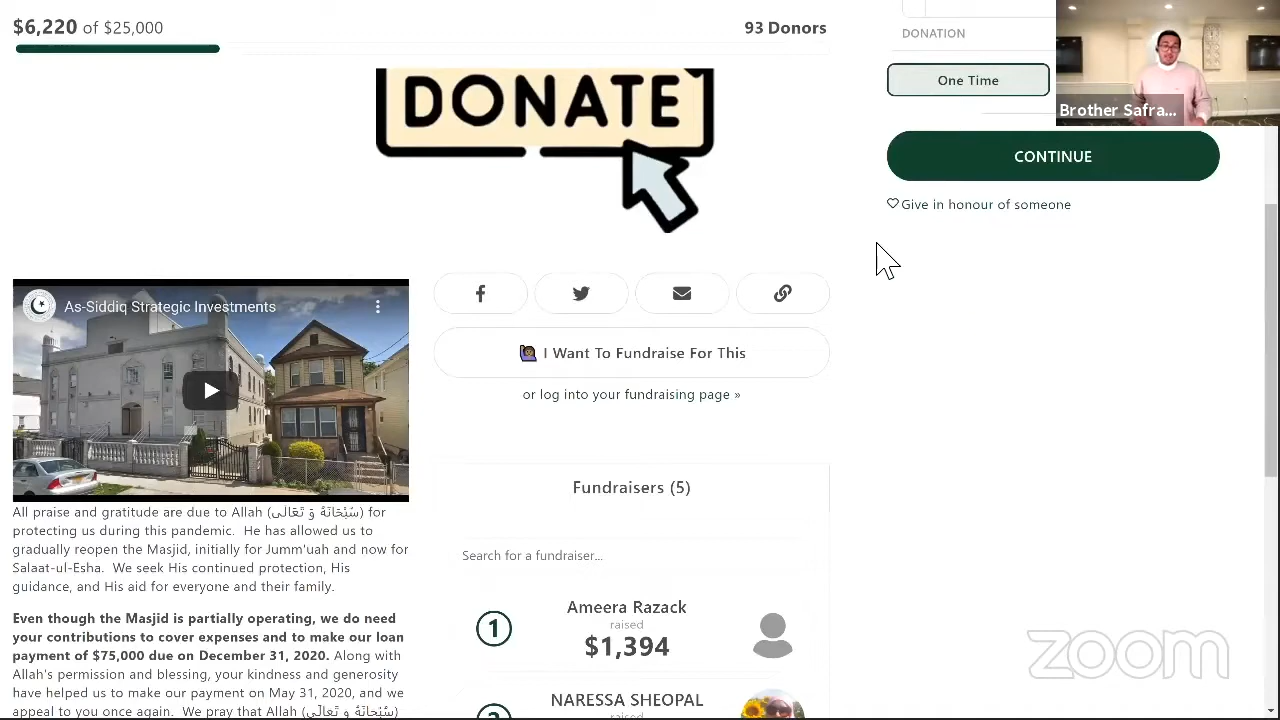 $6,220 of $25,000
93 Donors
DONATE
DONATION
One Time
Brother Safra...
CONTINUE
Give in honour of someone
As-Siddiq Strategic Investments
I Want To Fundraise For This
or log into your fundraising page »
All praise and gratitude are due to Allah (سُبْحَانَهُ وَ تَعَالَى) for
protecting us during this pandemic. He has allowed us to
gradually reopen the Masjid, initially for Jumm'uah and now for
Salaat-ul-Esha. We seek His continued protection, His
guidance, and His aid for everyone and their family.
Even though the Masjid is partially operating, we do need
your contributions to cover expenses and to make our loan
payment of $75,000 due on December 31, 2020. Along with
Allah's permission and blessing, your kindness and generosity
have helped us to make our payment on May 31, 2020, and we
appeal to you once again. We pray that Allah (سُبْحَانَهُ وَ تَعَالَى)
Fundraisers (5)
Search for a fundraiser...
1
Ameera Razack
raised
$1,394
NARESSA SHEOPAL
raised
zoom